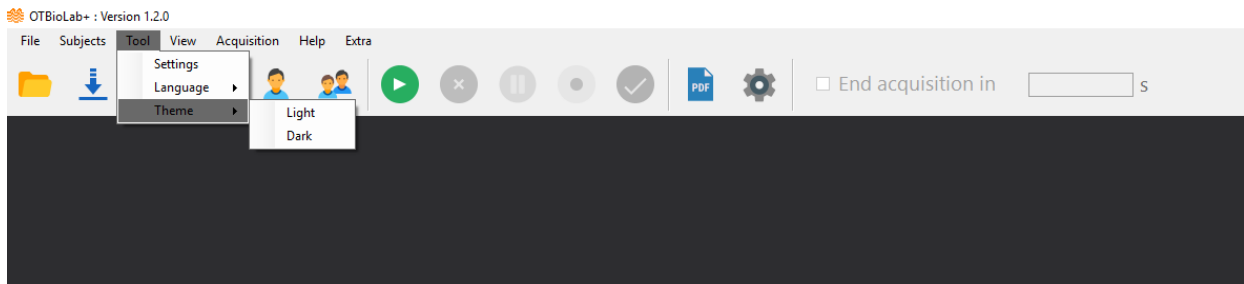 OTBioLab+ : Version 1.2.0
File Subjects Tool View Acquisition Help Extra
Settings
Language
Theme
Light
Dark
PDF
End acquisition in s